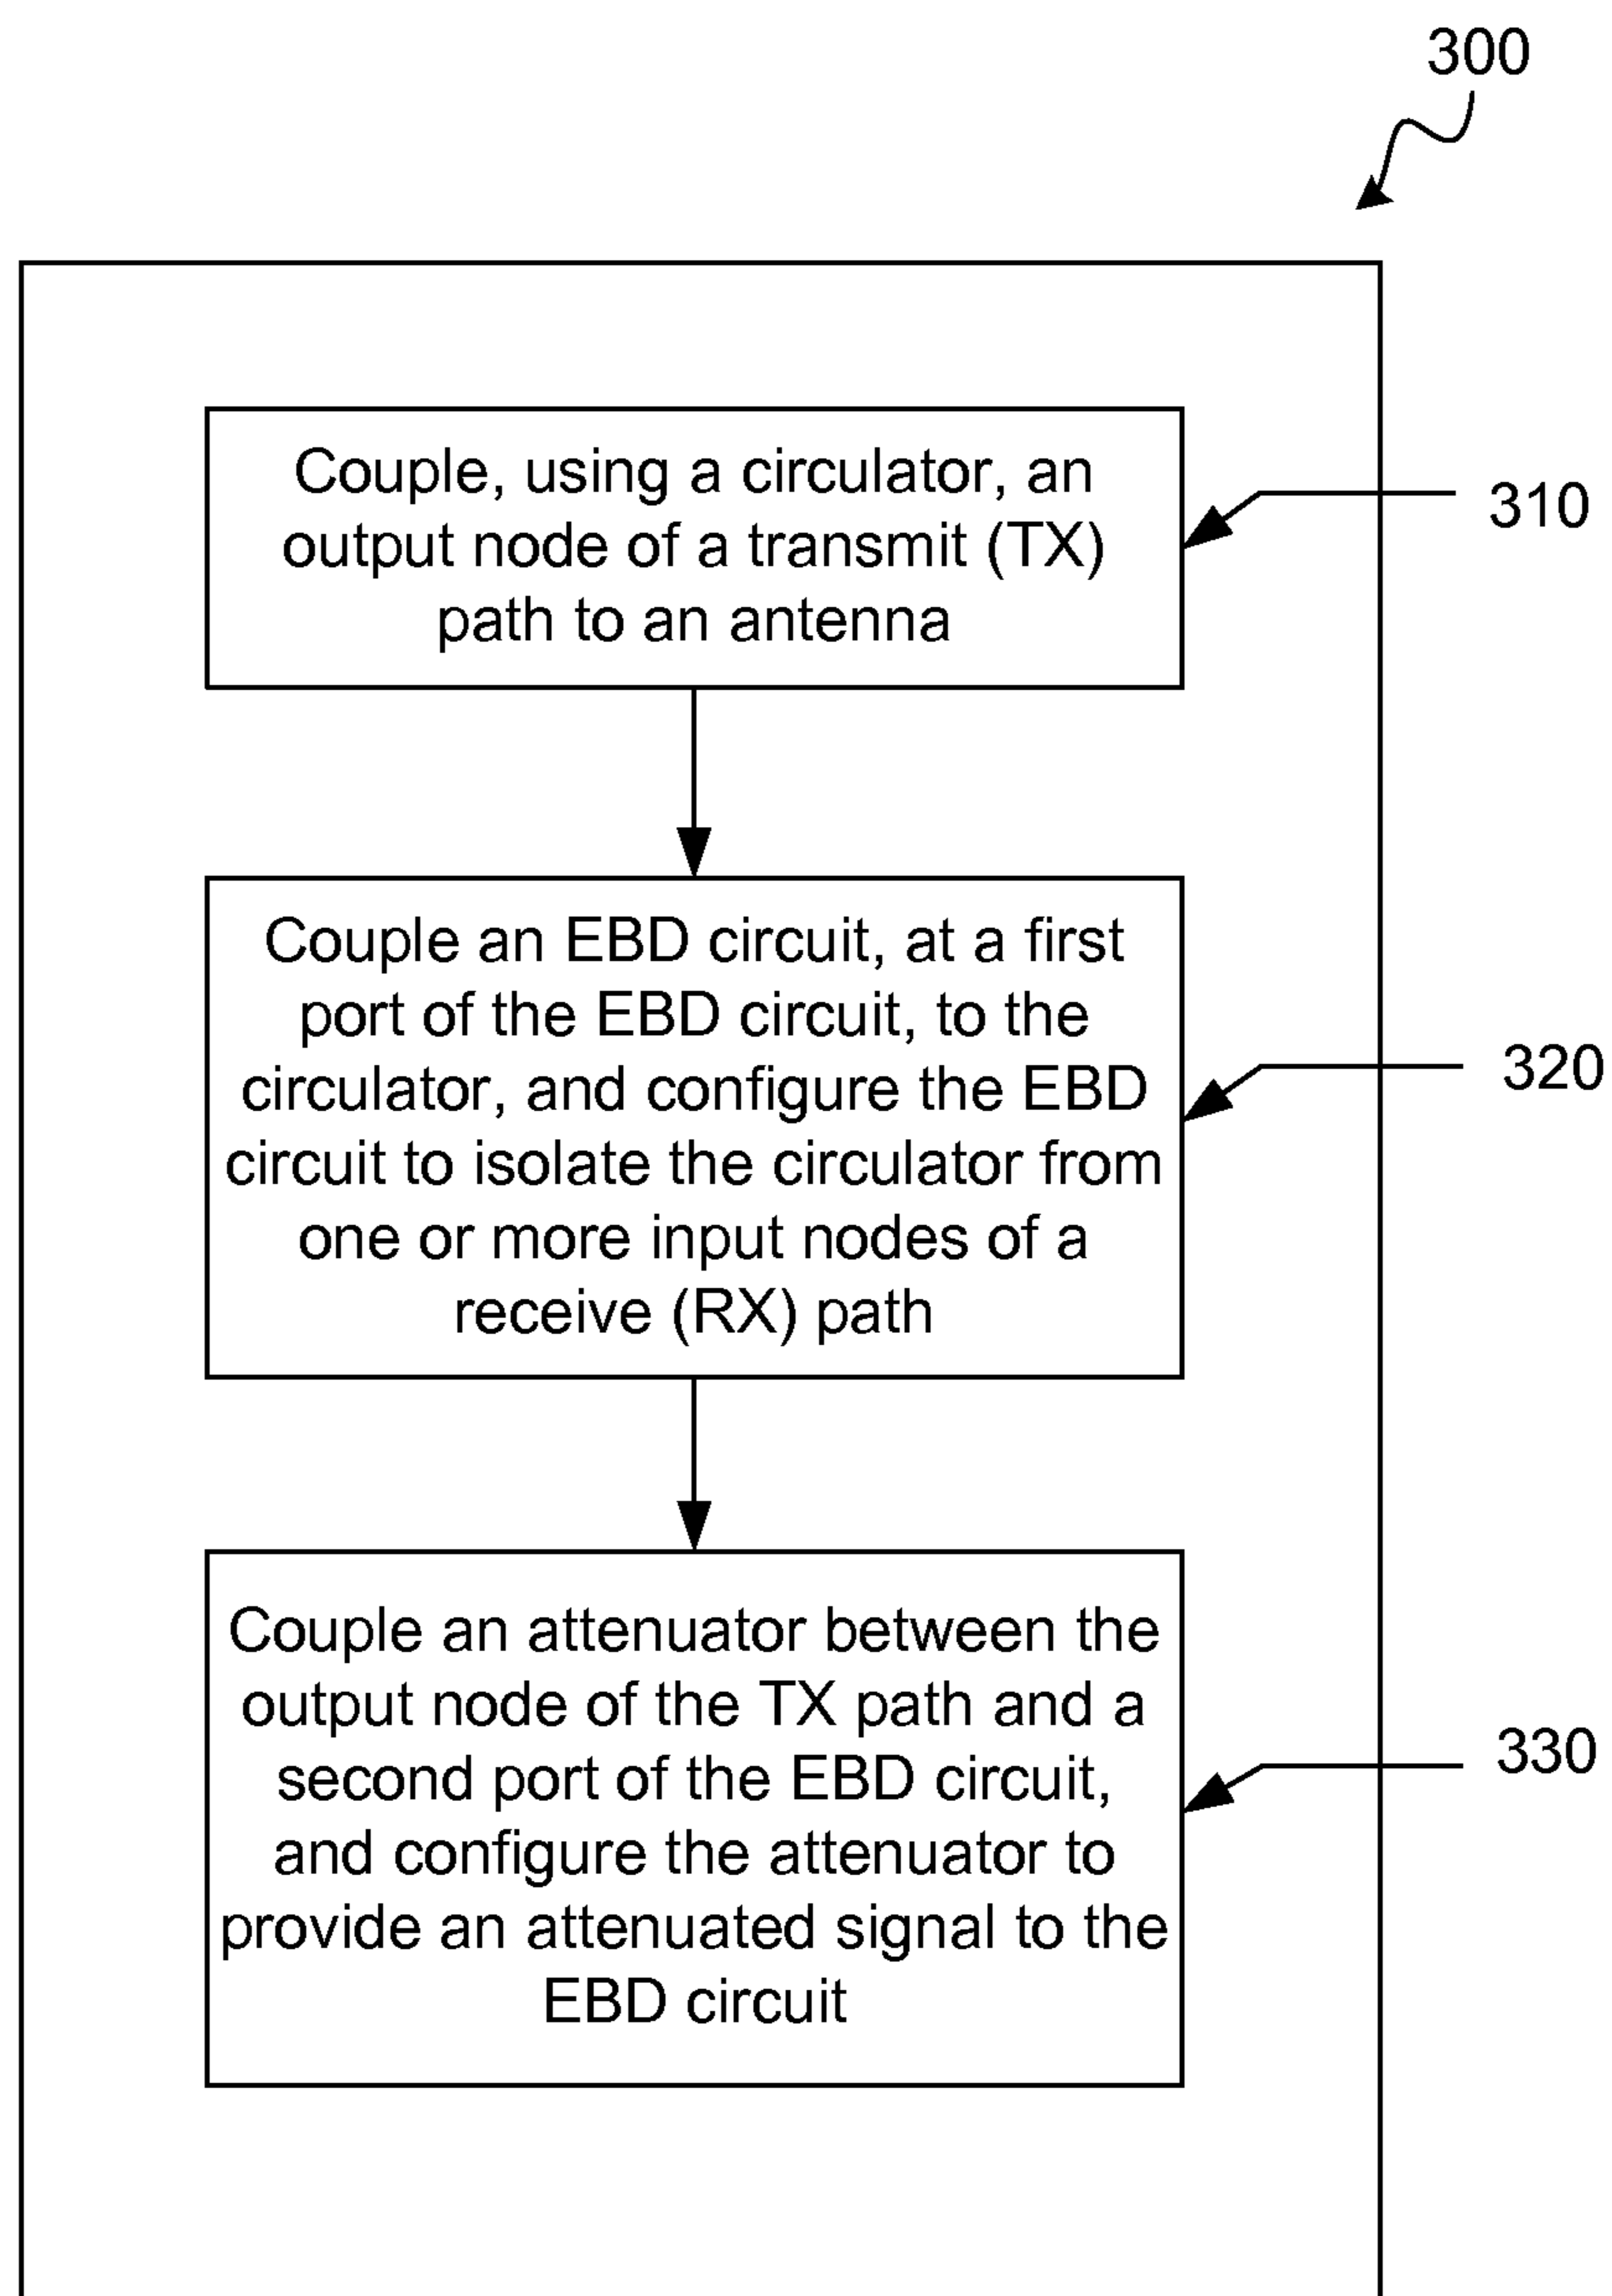 300
Couple, using a circulator, an
output node of a transmit (TX)
path to an antenna
310
Couple an EBD circuit, at a first
port of the EBD circuit, to the
circulator, and configure the EBD
circuit to isolate the circulator from
one or more input nodes of a
receive (RX) path
320
Couple an attenuator between the
output node of the TX path and a
second port of the EBD circuit,
and configure the attenuator to
provide an attenuated signal to the
EBD circuit
330